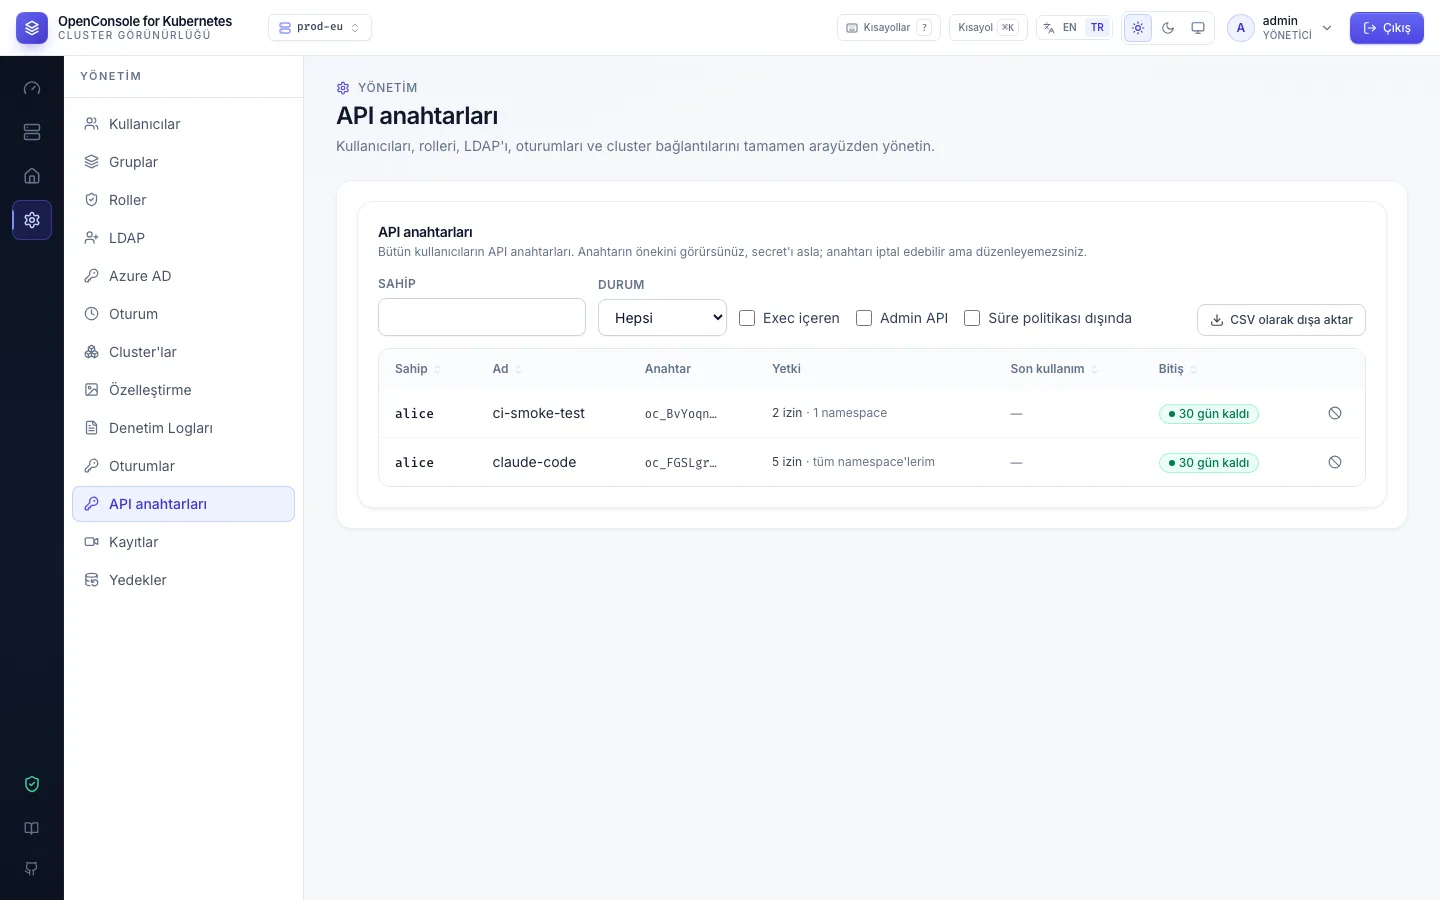 OpenConsole for Kubernetes
CLUSTER GÖRÜNÜRLÜĞÜ
prod-eu
Kısayollar ?
Kısayol ⌘K
EN TR
A
admin
YÖNETİCİ
Çıkış
YÖNETİM
Kullanıcılar
Gruplar
Roller
LDAP
Azure AD
Oturum
Cluster'lar
Özelleştirme
Denetim Logları
Oturumlar
API anahtarları
Kayıtlar
Yedekler
YÖNETİM
API anahtarları
Kullanıcıları, rolleri, LDAP'ı, oturumları ve cluster bağlantılarını tamamen arayüzden yönetin.
API anahtarları
Bütün kullanıcıların API anahtarları. Anahtarın önekini görürsünüz, secret'ı asla; anahtarı iptal edebilir ama düzenleyemezsiniz.
SAHİP
DURUM
Hepsi
Exec içeren
Admin API
Süre politikası dışında
CSV olarak dışa aktar
Sahip Ad Anahtar Yetki Son kullanım Bitiş
alice ci-smoke-test oc_BvYoqn… 2 izin · 1 namespace — 30 gün kaldı
alice claude-code oc_FGSLgr… 5 izin · tüm namespace'lerim — 30 gün kaldı